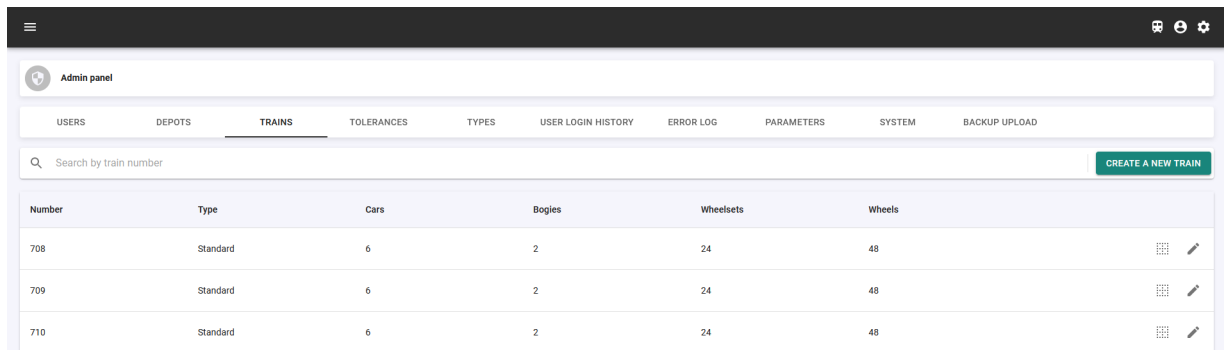 Admin panel
USERS DEPOTS TRAINS TOLERANCES TYPES USER LOGIN HISTORY ERROR LOG PARAMETERS SYSTEM BACKUP UPLOAD
Search by train number CREATE A NEW TRAIN
Number Type Cars Bogies Wheelsets Wheels
708 Standard 6 2 24 48
709 Standard 6 2 24 48
710 Standard 6 2 24 48